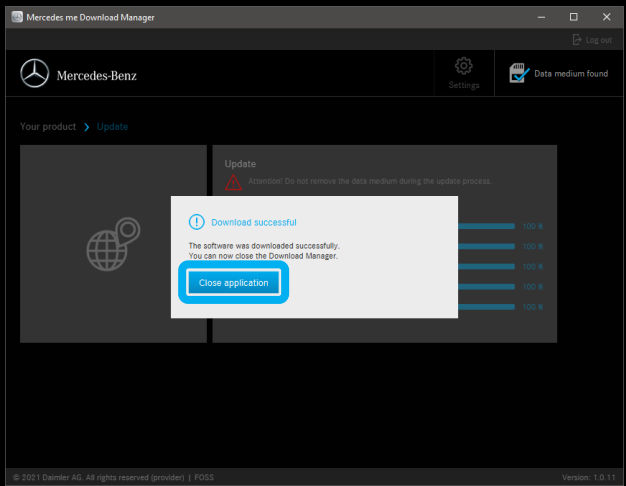 Mercedes me Download Manager
Log out
Mercedes-Benz
Settings
Data medium found
Your product > Update
Update
Attention! Do not remove the data medium during the update process.
Download successful
The software was downloaded successfully.
You can now close the Download Manager.
Close application
100 %
100 %
100 %
100 %
100 %
© 2021 Daimler AG. All rights reserved (provider) | FOSS
Version: 1.0.11